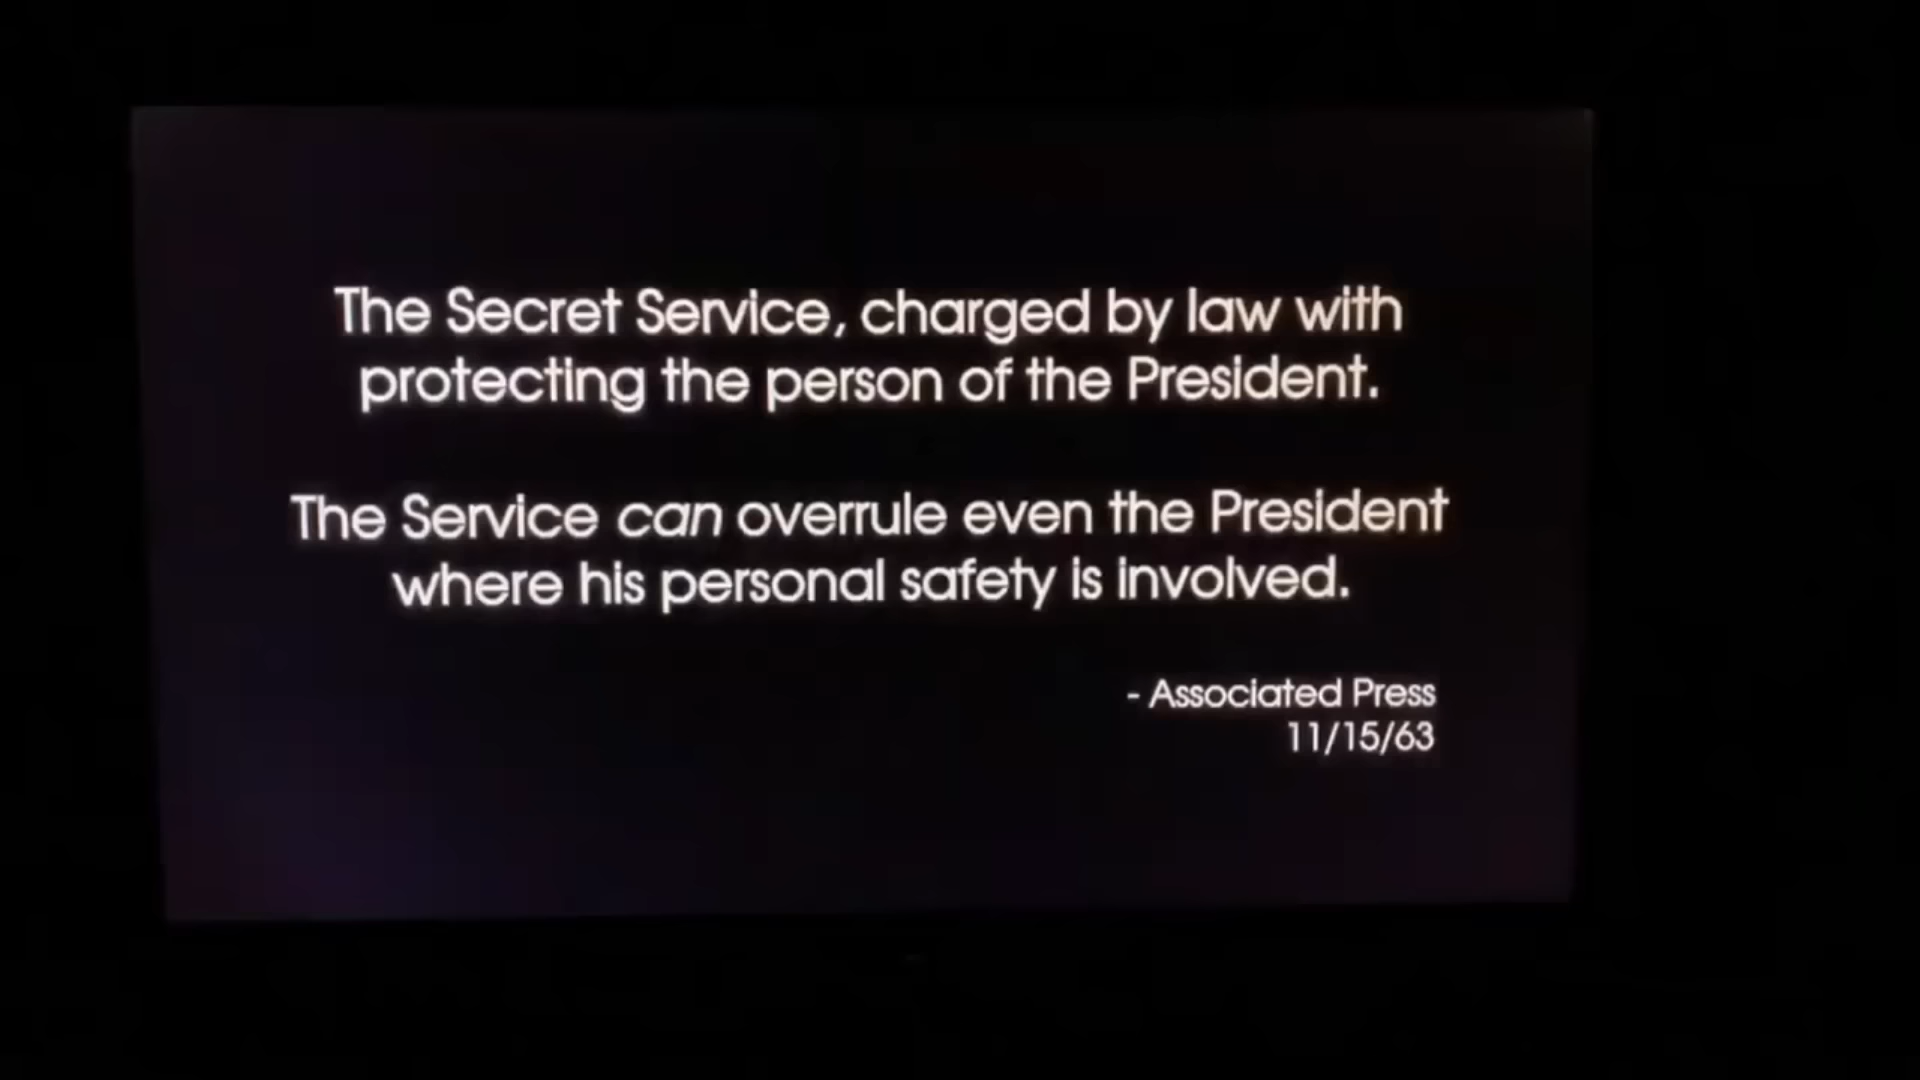 The Secret Service, charged by law with
protecting the person of the President.
The Service can overrule even the President
where his personal safety is involved.
- Associated Press
11/15/63